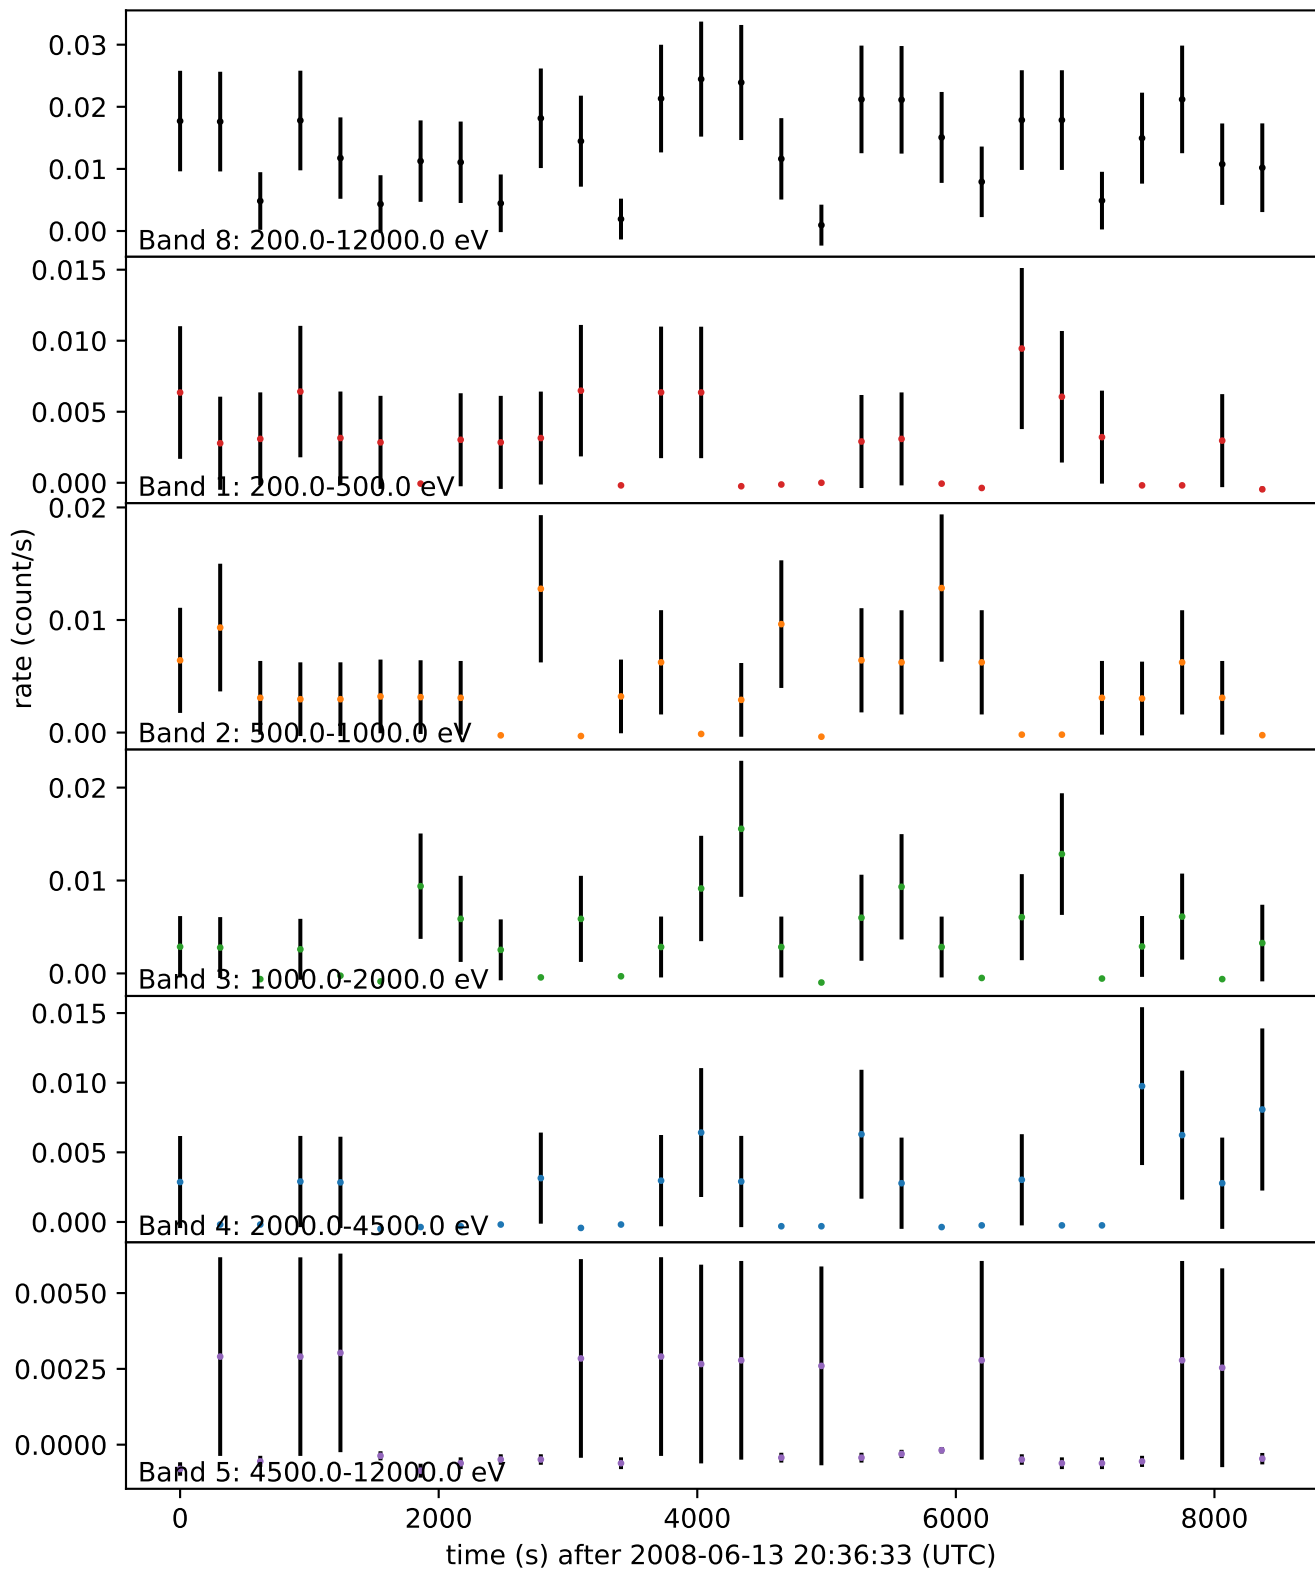 0.03
0.02
0.01
0.00
Band 8: 200.0-12000.0 eV
0.015
0.010
0.005
0.000
Band 1: 200.0-500.0 eV
rate (count/s)
0.02
0.01
0.00
Band 2: 500.0-1000.0 eV
0.02
0.01
0.00
Band 3: 1000.0-2000.0 eV
0.015
0.010
0.005
0.000
Band 4: 2000.0-4500.0 eV
0.0050
0.0025
0.0000
Band 5: 4500.0-12000.0 eV
0 2000 4000 6000 8000
time (s) after 2008-06-13 20:36:33 (UTC)